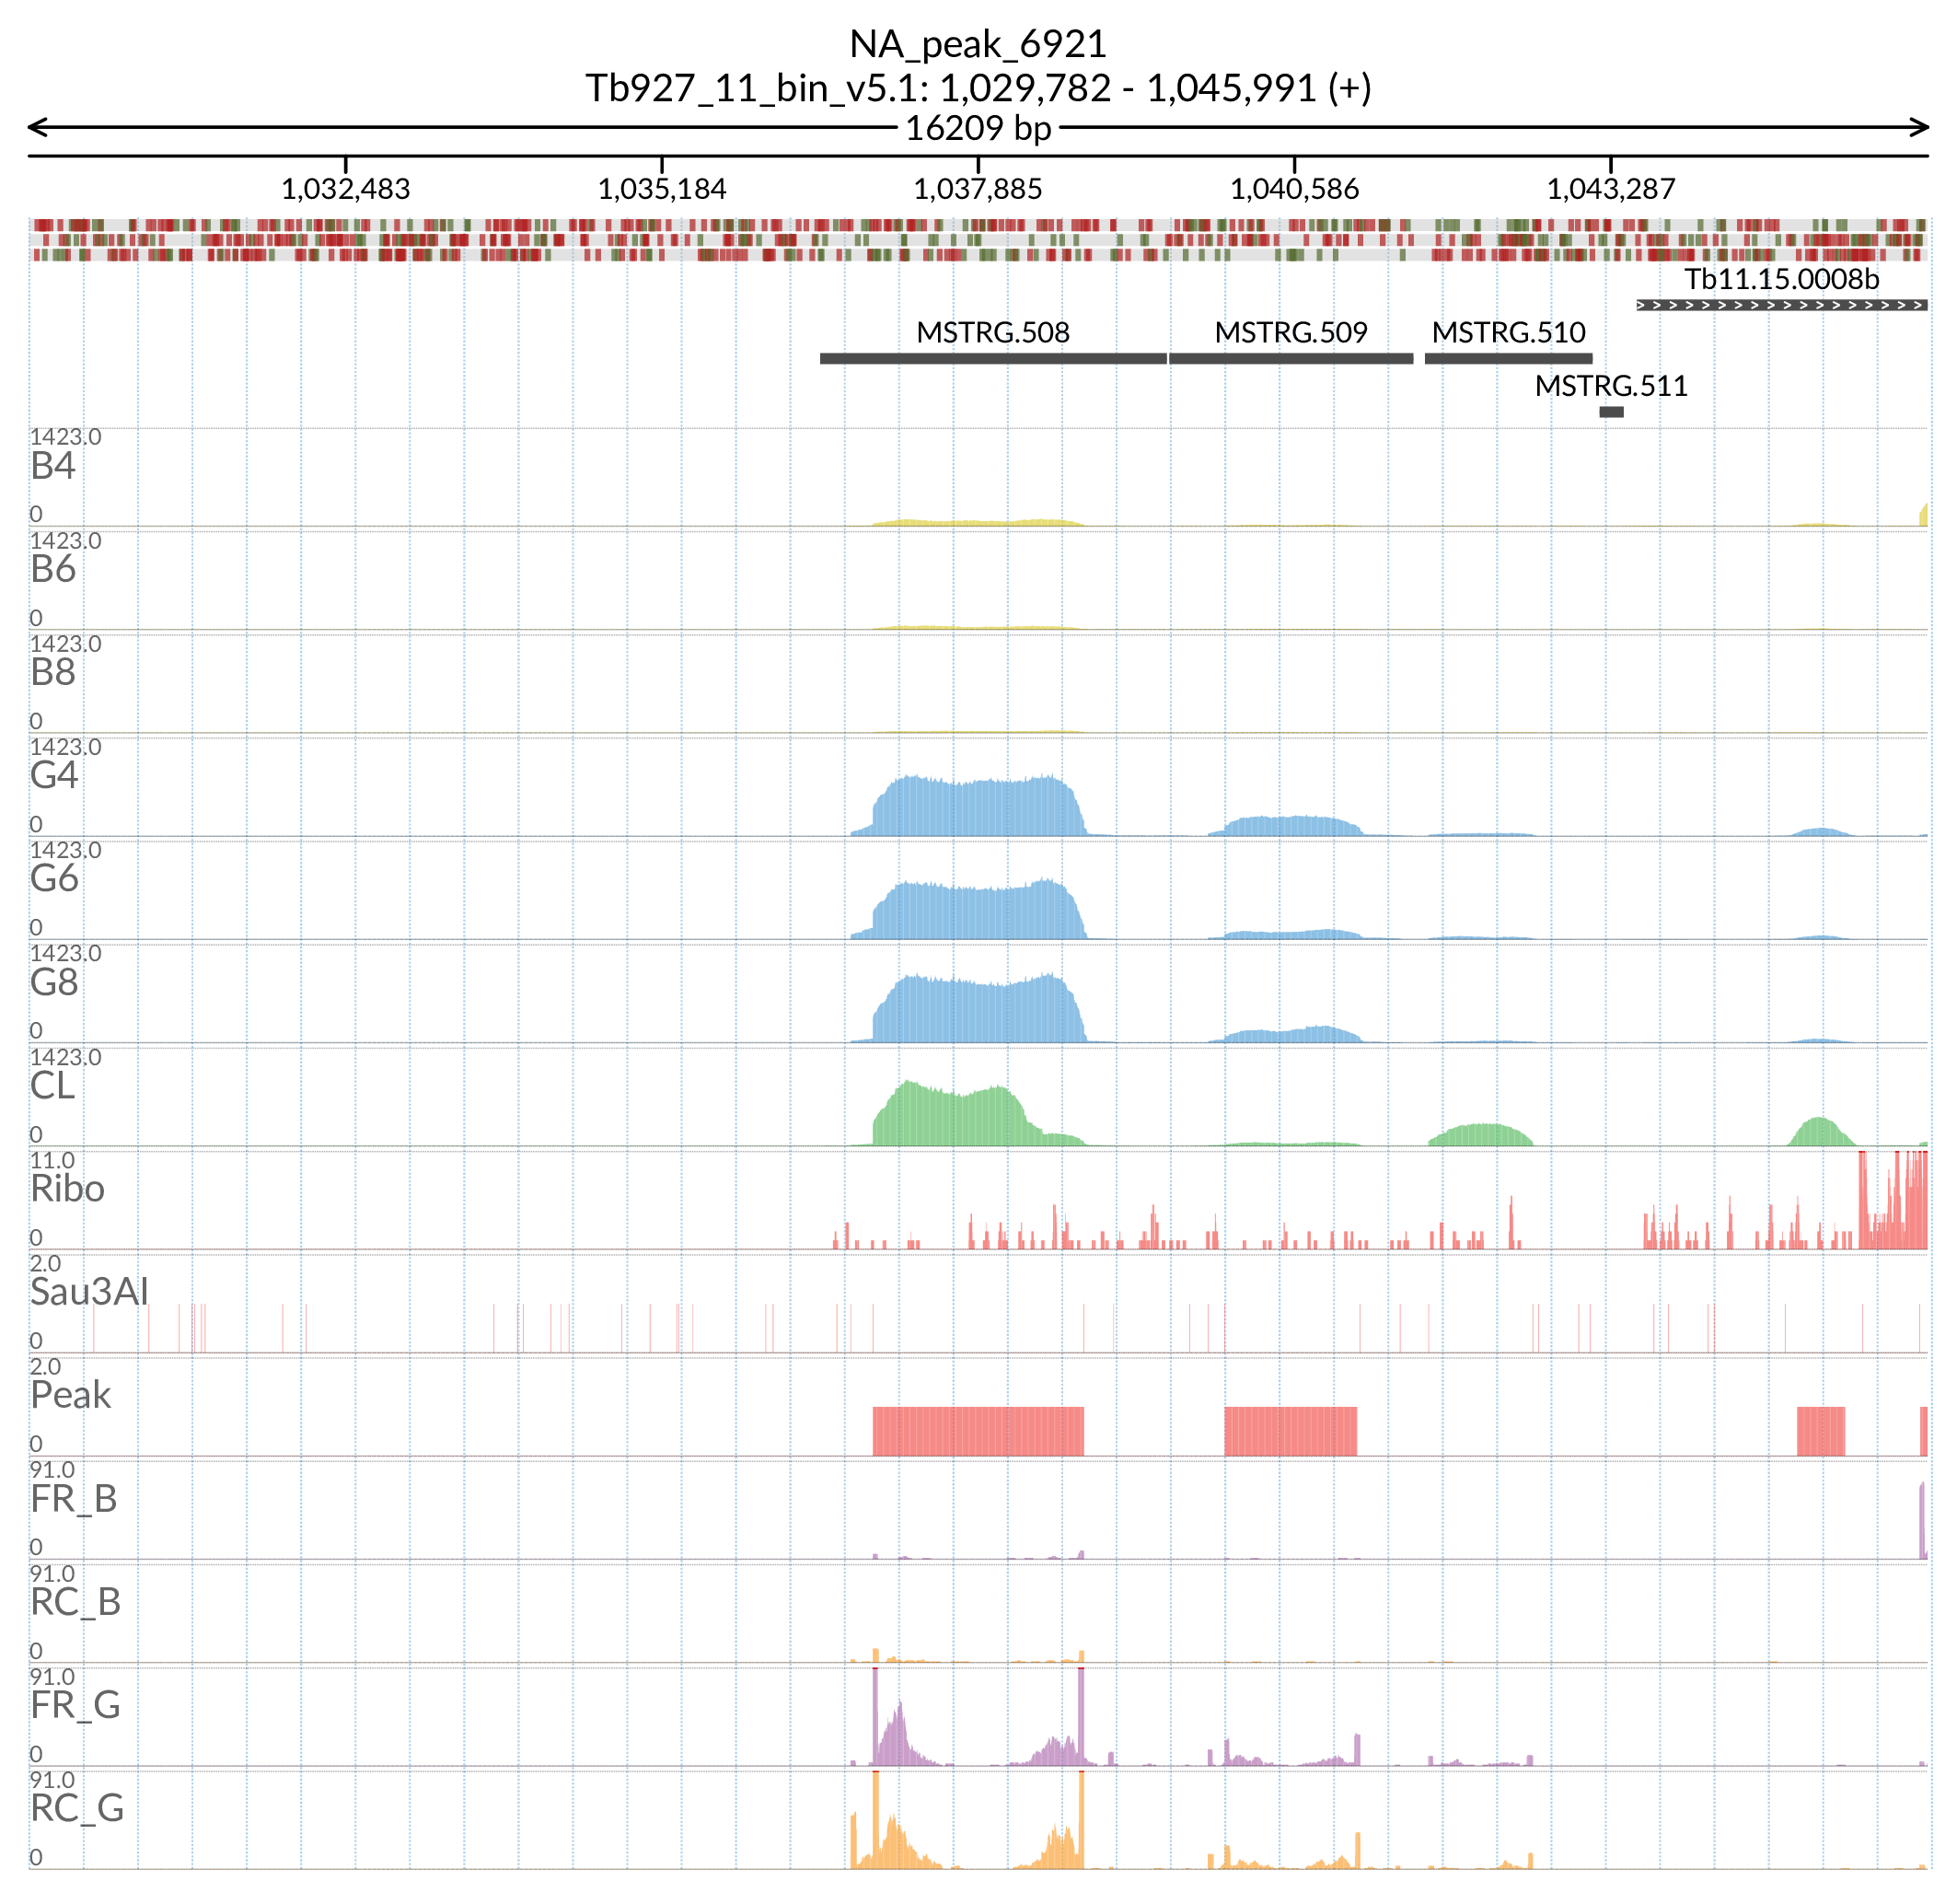 NA_peak_6921
Tb927_11_bin_v5.1: 1,029,782 - 1,045,991 (+)
16209 bp
1,032,483 1,035,184 1,037,885 1,040,586 1,043,287
Tb11.15.0008b
MSTRG.508 MSTRG.509 MSTRG.510
MSTRG.511
1423.0
B4
0
1423.0
B6
0
1423.0
B8
0
1423.0
G4
0
1423.0
G6
0
1423.0
G8
0
1423.0
CL
0
11.0
Ribo
0
2.0
Sau3AI
0
2.0
Peak
0
91.0
FR_B
0
91.0
RC_B
0
91.0
FR_G
0
91.0
RC_G
0